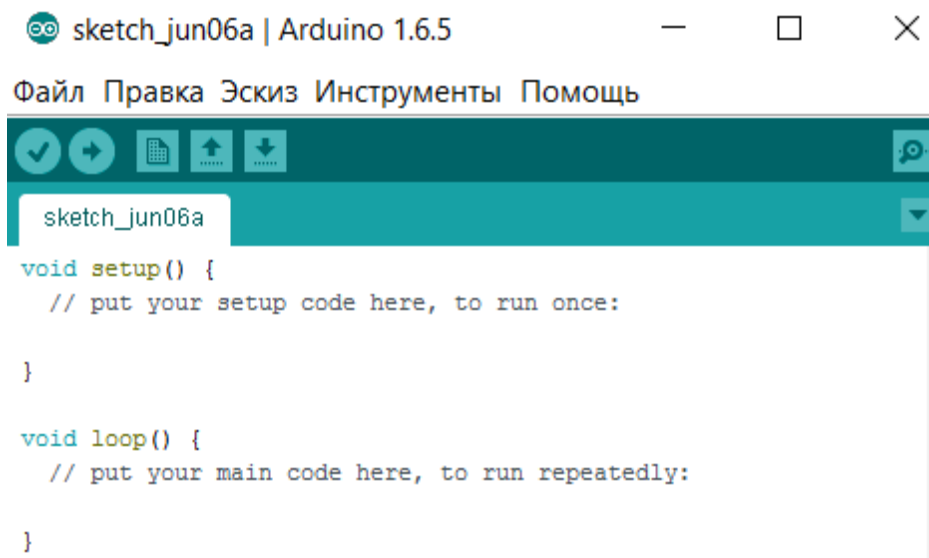 sketch_jun06a | Arduino 1.6.5
Файл Правка Эскиз Инструменты Помощь
sketch_jun06a
void setup() {
  // put your setup code here, to run once:
}
void loop() {
  // put your main code here, to run repeatedly:
}